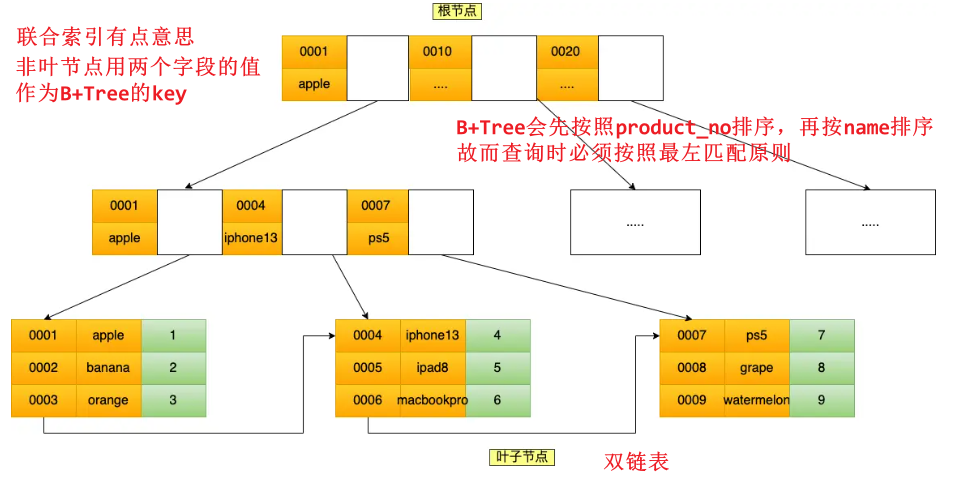 根节点
联合索引有点意思
非叶节点用两个字段的值
作为B+Tree的key
0001 0010 0020
apple .... ....
B+Tree会先按照product_no排序，再按name排序
故而查询时必须按照最左匹配原则
0001 0004 0007
apple iphone13 ps5
..... .....
0001 apple 1
0002 banana 2
0003 orange 3
0004 iphone13 4
0005 ipad8 5
0006 macbookpro 6
0007 ps5 7
0008 grape 8
0009 watermelon 9
叶子节点
双链表